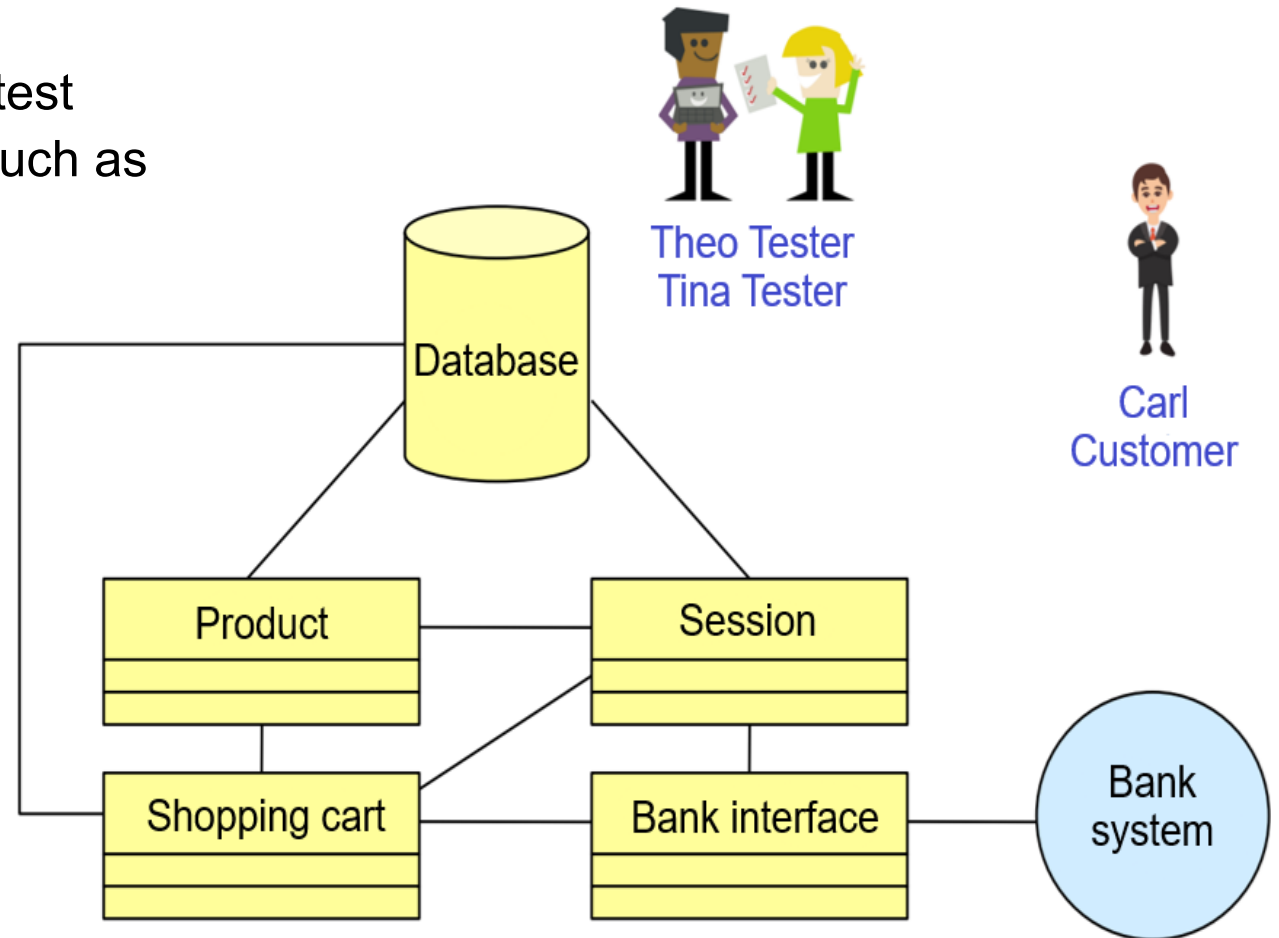 test
uch as
Theo Tester
Tina Tester
Carl
Customer
Database
Product
Session
Shopping cart
Bank interface
Bank
system